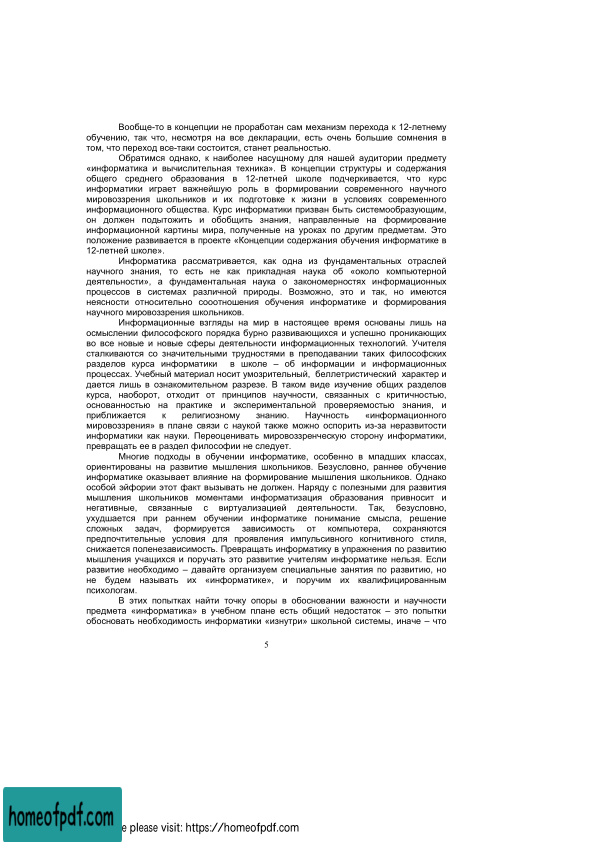 Вообще-то в концепции не проработан сам механизм перехода к 12-летнему
обучению, так что, несмотря на все декларации, есть очень большие сомнения в
том, что переход все-таки состоится, станет реальностью.
Обратимся однако, к наиболее насущному для нашей аудитории предмету
«информатика и вычислительная техника». В концепции структуры и содержания
общего среднего образования в 12-летней школе подчеркивается, что курс
информатики играет важнейшую роль в формировании современного научного
мировоззрения школьников и их подготовке к жизни в условиях современного
информационного общества. Курс информатики призван быть системообразующим,
он должен подытожить и обобщить знания, направленные на формирование
информационной картины мира, полученные на уроках по другим предметам. Это
положение развивается в проекте «Концепции содержания обучения информатике в
12-летней школе».
Информатика рассматривается, как одна из фундаментальных отраслей
научного знания, то есть не как прикладная наука об «около компьютерной
деятельности», а фундаментальная наука о закономерностях информационных
процессов в системах различной природы. Возможно, это и так, но имеются
неясности относительно сооотношения обучения информатике и формирования
научного мировоззрения школьников.
Информационные взгляды на мир в настоящее время основаны лишь на
осмыслении философского порядка бурно развивающихся и успешно проникающих
во все новые и новые сферы деятельности информационных технологий. Учителя
сталкиваются со значительными трудностями в преподавании таких философских
разделов курса информатики в школе – об информации и информационных
процессах. Учебный материал носит умозрительный, беллетристический характер и
дается лишь в ознакомительном разрезе. В таком виде изучение общих разделов
курса, наоборот, отходит от принципов научности, связанных с критичностью,
основанностью на практике и экспериментальной проверяемостью знания, и
приближается к религиозному знанию. Научность «информационного
мировоззрения» в плане связи с наукой также можно оспорить из-за неразвитости
информатики как науки. Переоценивать мировоззренческую сторону информатики,
превращать ее в раздел философии не следует.
Многие подходы в обучении информатике, особенно в младших классах,
ориентированы на развитие мышления школьников. Безусловно, раннее обучение
информатике оказывает влияние на формирование мышления школьников. Однако
особой эйфории этот факт вызывать не должен. Наряду с полезными для развития
мышления школьников моментами информатизация образования привносит и
негативные, связанные с виртуализацией деятельности. Так, безусловно,
ухудшается при раннем обучении информатике понимание смысла, решение
сложных задач, формируется зависимость от компьютера, сохраняются
предпочтительные условия для проявления импульсивного когнитивного стиля,
снижается поленезависимость. Превращать информатику в упражнения по развитию
мышления учащихся и поручать это развитие учителям информатике нельзя. Если
развитие необходимо – давайте организуем специальные занятия по развитию, но
не будем называть их «информатике», и поручим их квалифицированным
психологам.
В этих попытках найти точку опоры в обосновании важности и научности
предмета «информатика» в учебном плане есть общий недостаток – это попытки
обосновать необходимость информатики «изнутри» школьной системы, иначе – что
5
homeofpdf.com
e please visit: https://homeofpdf.com